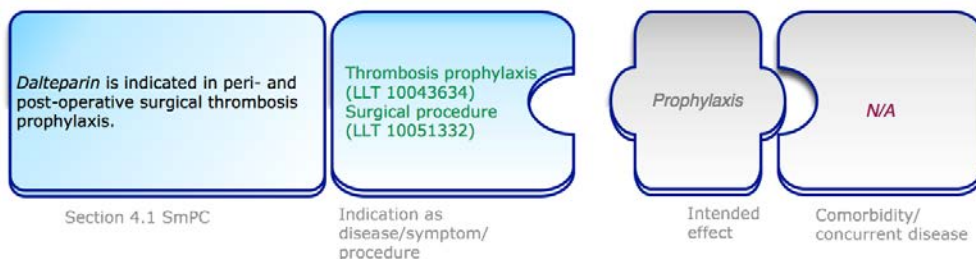 Dalteparin is indicated in peri- and
post-operative surgical thrombosis
prophylaxis.
Section 4.1 SmPC
Thrombosis prophylaxis
(LLT 10043634)
Surgical procedure
(LLT 10051332)
Indication as
disease/symptom/
procedure
Prophylaxis
Intended
effect
N/A
Comorbidity/
concurrent disease